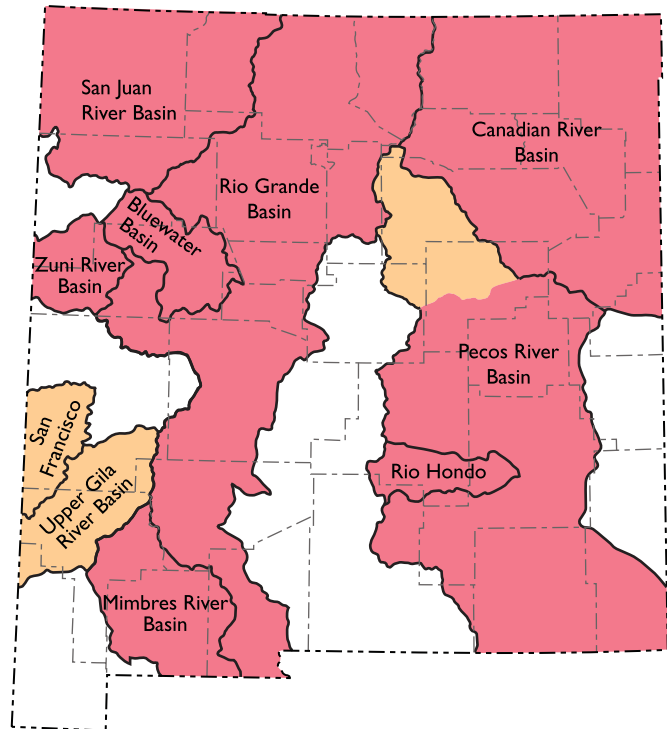 San Juan
River Basin
Canadian River
Basin
Rio Grande
Basin
Bluewater
Basin
Zuni River
Basin
Pecos River
Basin
San
Francisco
Rio Hondo
Upper Gila
River Basin
Mimbres River
Basin